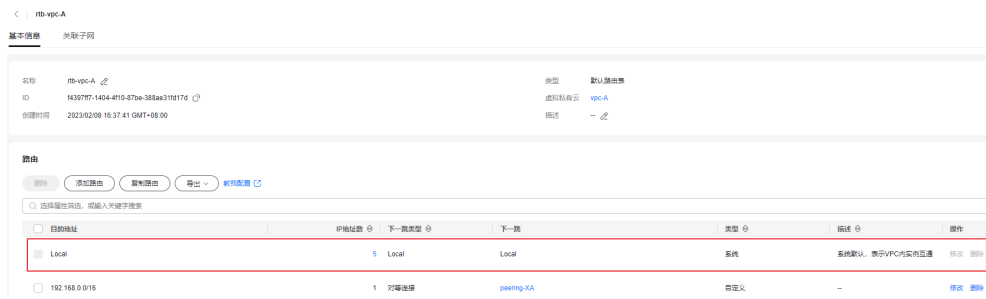 rtb-vpc-A
基本信息 关联子网
名称 rtb-vpc-A 类型 默认路由表
ID f4397ff7-1404-4f10-87be-388ae31fd17d 虚拟私有云 vpc-A
创建时间 2023/02/08 16:37:41 GMT+08:00 描述 --
路由
删除 添加路由 复制路由 导出 教我配置
选择属性筛选，或输入关键字搜索
目的地址 IP地址数 下一跳类型 下一跳 类型 描述 操作
Local 5 Local Local 系统 系统默认，表示VPC内实例互通 修改 删除
192.168.0.0/16 1 对等连接 peering-XA 自定义 -- 修改 删除